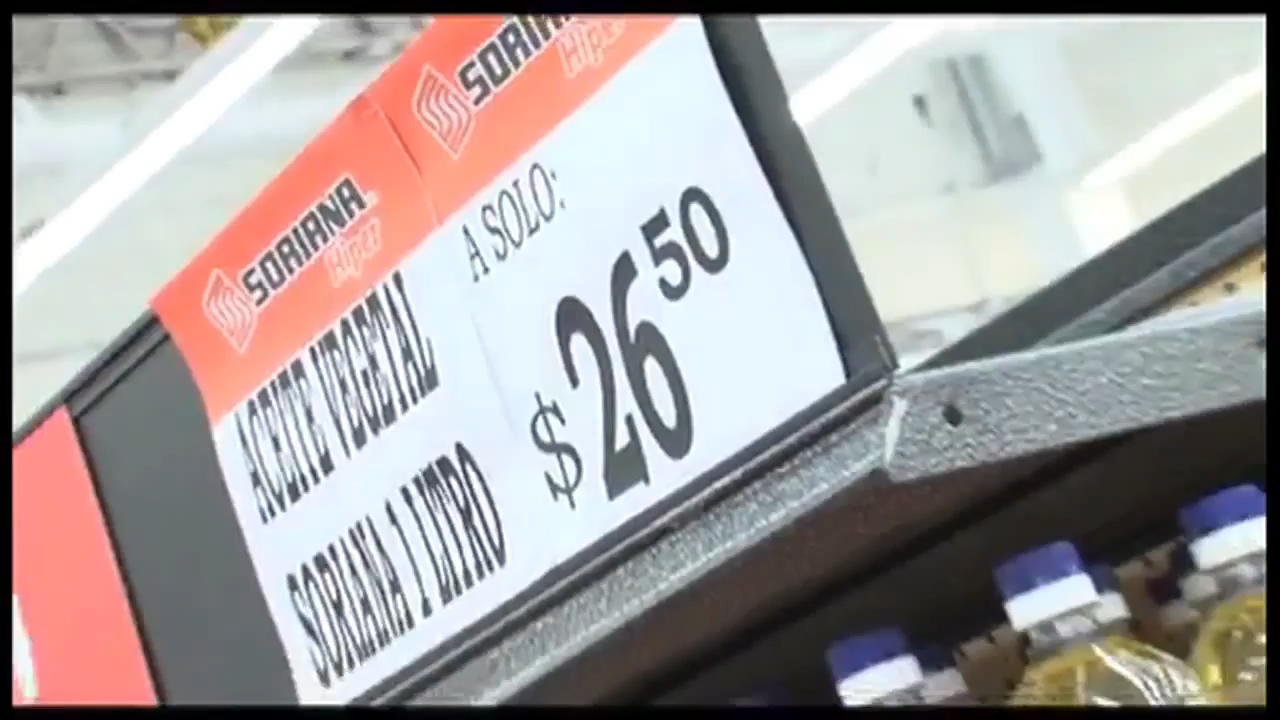 SORIANA
Hiper
ACEITE VEGETAL
SORIANA 1 LITRO
SORIANA
Hiper
A SOLO:
$26.50